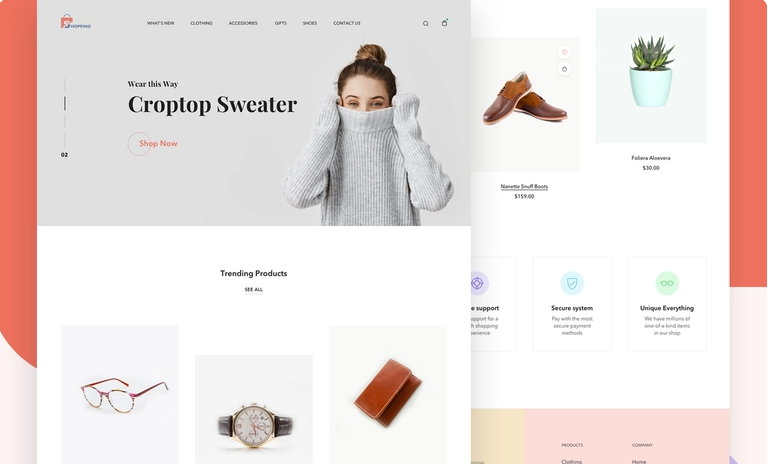 HOPPING
WHAT'S NEW
CLOTHING
ACCESSORIES
GIFTS
SHOES
CONTACT US
Wear this Way
Croptop Sweater
Shop Now
02
Trending Products
SEE ALL
Nanette Snuff Boots
$159.00
Foliera Aloevera
$30.00
support
upport for a
shopping
Secure system
Pay with the most
secure payment
methods
Unique Everything
We have millions of
one-of-a kind items
in our shop
PRODUCTS
COMPANY
Clothing
Home